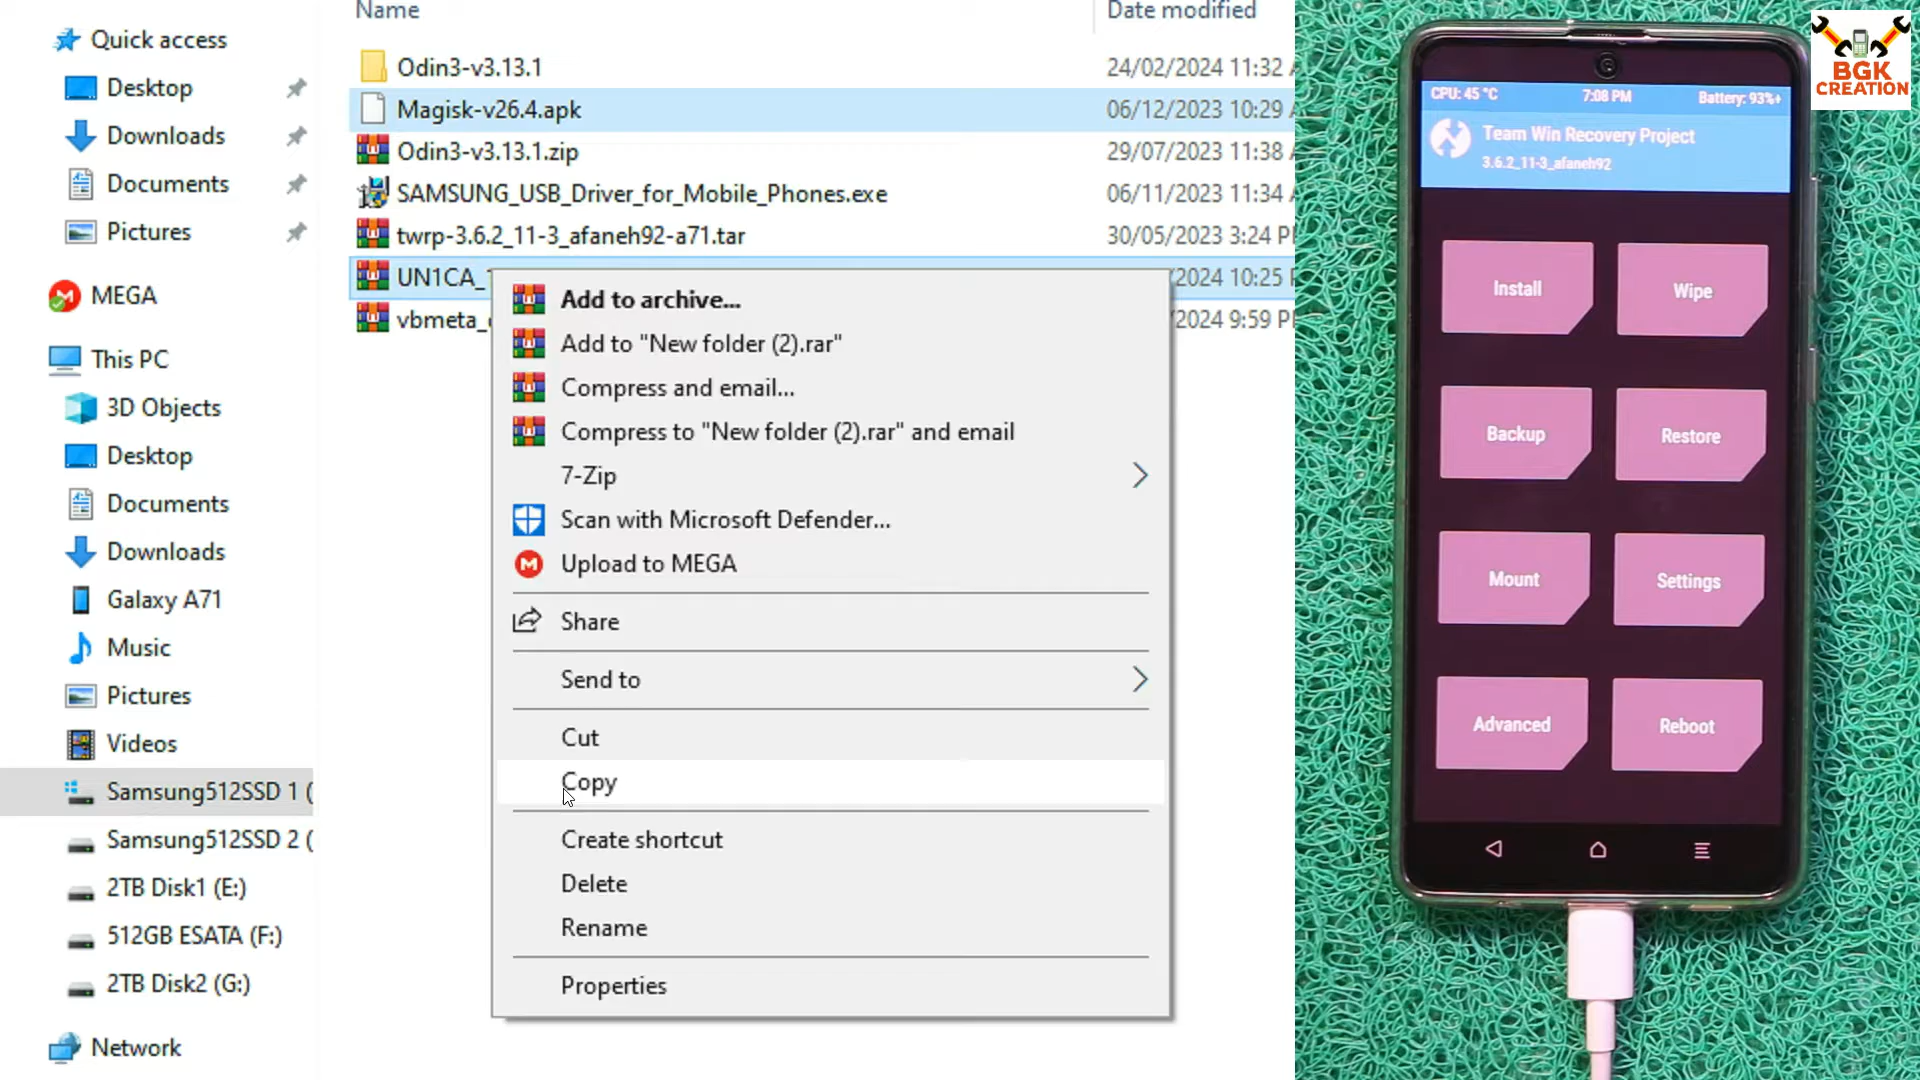 Name
Date modified
Odin3-v3.13.1
24/02/2024 11:32
Magisk-v26.4.apk
06/12/2023 10:29
Odin3-v3.13.1.zip
29/07/2023 11:38
SAMSUNG_USB_Driver_for_Mobile_Phones.exe
06/11/2023 11:34
twrp-3.6.2_11-3_afaneh92-a71.tar
30/05/2023 3:24 P
UN1CA_
/2024 10:25
vbmeta_
/2024 9:59 P
Quick access
Desktop
Downloads
Documents
Pictures
MEGA
This PC
3D Objects
Desktop
Documents
Downloads
Galaxy A71
Music
Pictures
Videos
Samsung512SSD 1 (
Samsung512SSD 2 (
2TB Disk1 (E:)
512GB ESATA (F:)
2TB Disk2 (G:)
Network
Add to archive...
Add to "New folder (2).rar"
Compress and email...
Compress to "New folder (2).rar" and email
7-Zip
Scan with Microsoft Defender...
Upload to MEGA
Share
Send to
Cut
Copy
Create shortcut
Delete
Rename
Properties
CPU: 45 °C
7:08 PM
Battery: 93%+
Team Win Recovery Project
3.6.2_11-3_afaneh92
Install
Wipe
Backup
Restore
Mount
Settings
Advanced
Reboot
BGK
CREATION